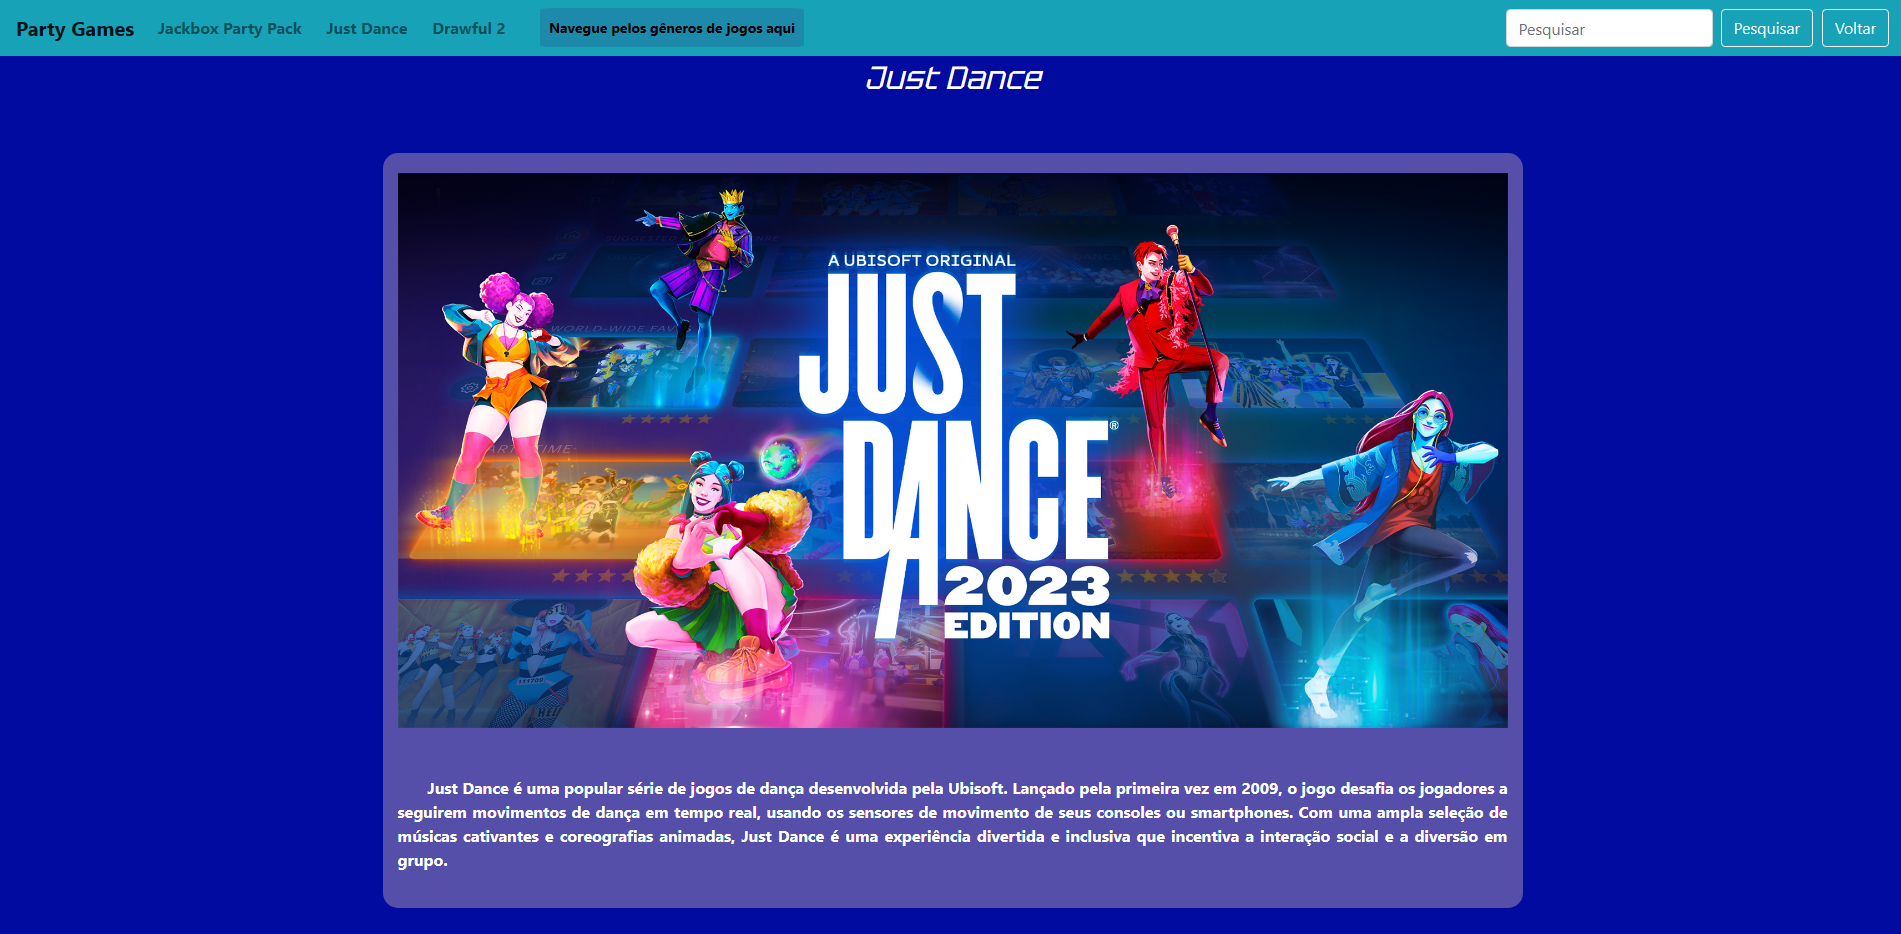 Party Games
Jackbox Party Pack
Just Dance
Drawful 2
Navegue pelos gêneros de jogos aqui
Pesquisar
Pesquisar
Voltar
Just Dance
A UBISOFT ORIGINAL
JUST
DANCE®
2023
EDITION
WORLD-WIDE FAV
Just Dance é uma popular série de jogos de dança desenvolvida pela Ubisoft. Lançado pela primeira vez em 2009, o jogo desafia os jogadores a
seguirem movimentos de dança em tempo real, usando os sensores de movimento de seus consoles ou smartphones. Com uma ampla seleção de
músicas cativantes e coreografias animadas, Just Dance é uma experiência divertida e inclusiva que incentiva a interação social e a diversão em
grupo.